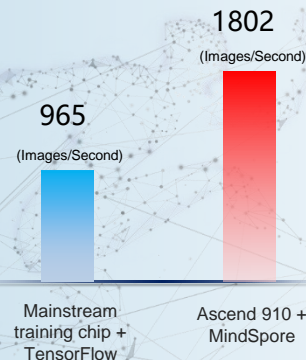 1802
(Images/Second)
965
(Images/Second)
Mainstream
training chip +
TensorFlow
Ascend 910 +
MindSpore